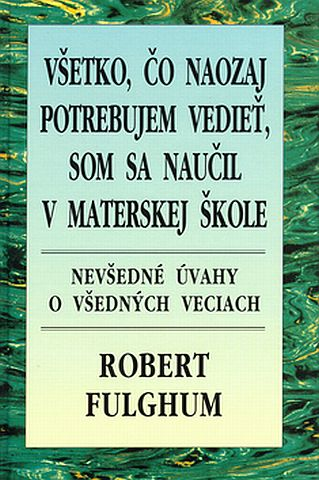 VŠETKO, ČO NAOZAJ
POTREBUJEM VEDIEŤ,
SOM SA NAUČIL
V MATERSKEJ ŠKOLE
NEVŠEDNÉ ÚVAHY
O VŠEDNÝCH VECIACH
ROBERT
FULGHUM